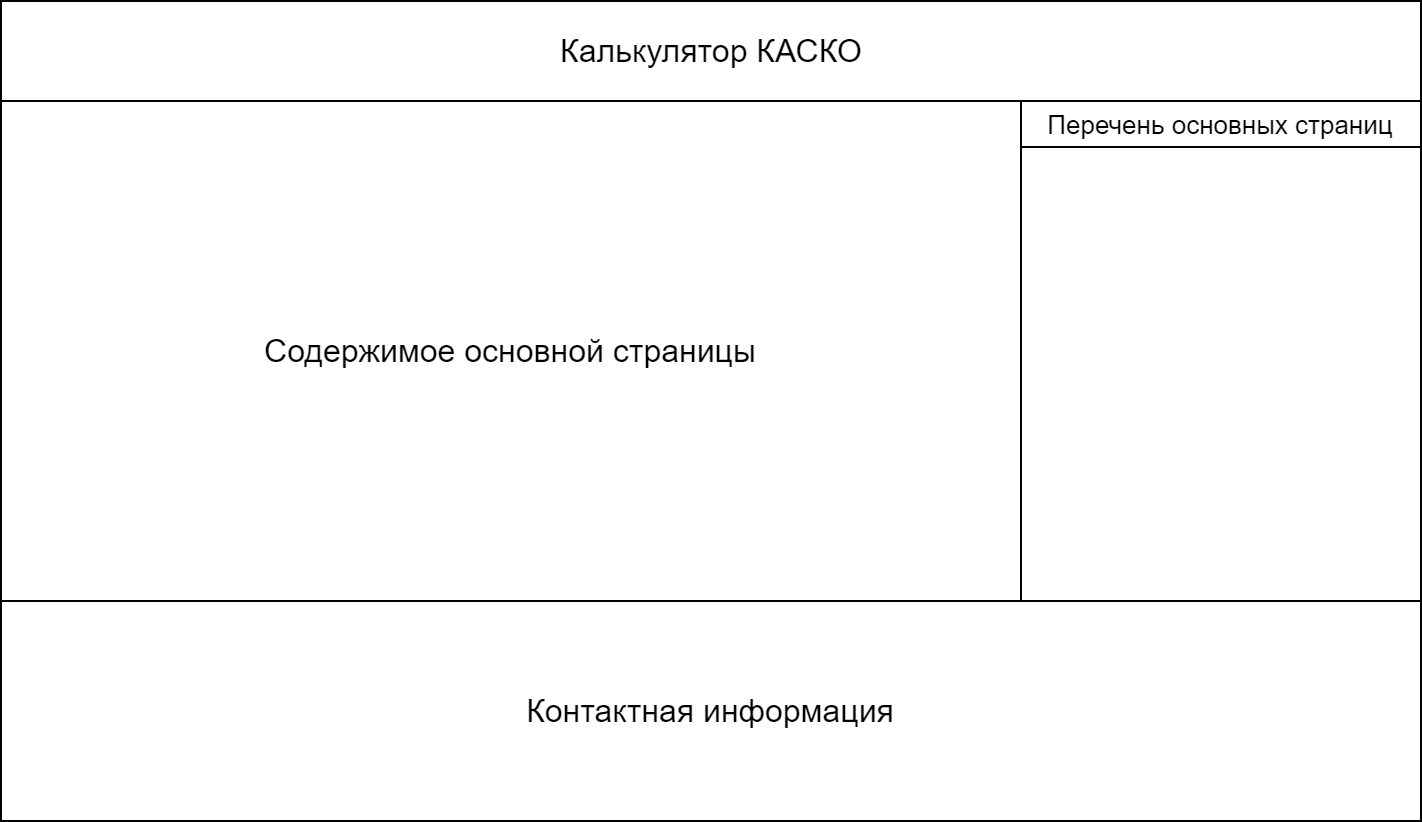 Калькулятор КАСКО
Перечень основных страниц
Содержимое основной страницы
Контактная информация